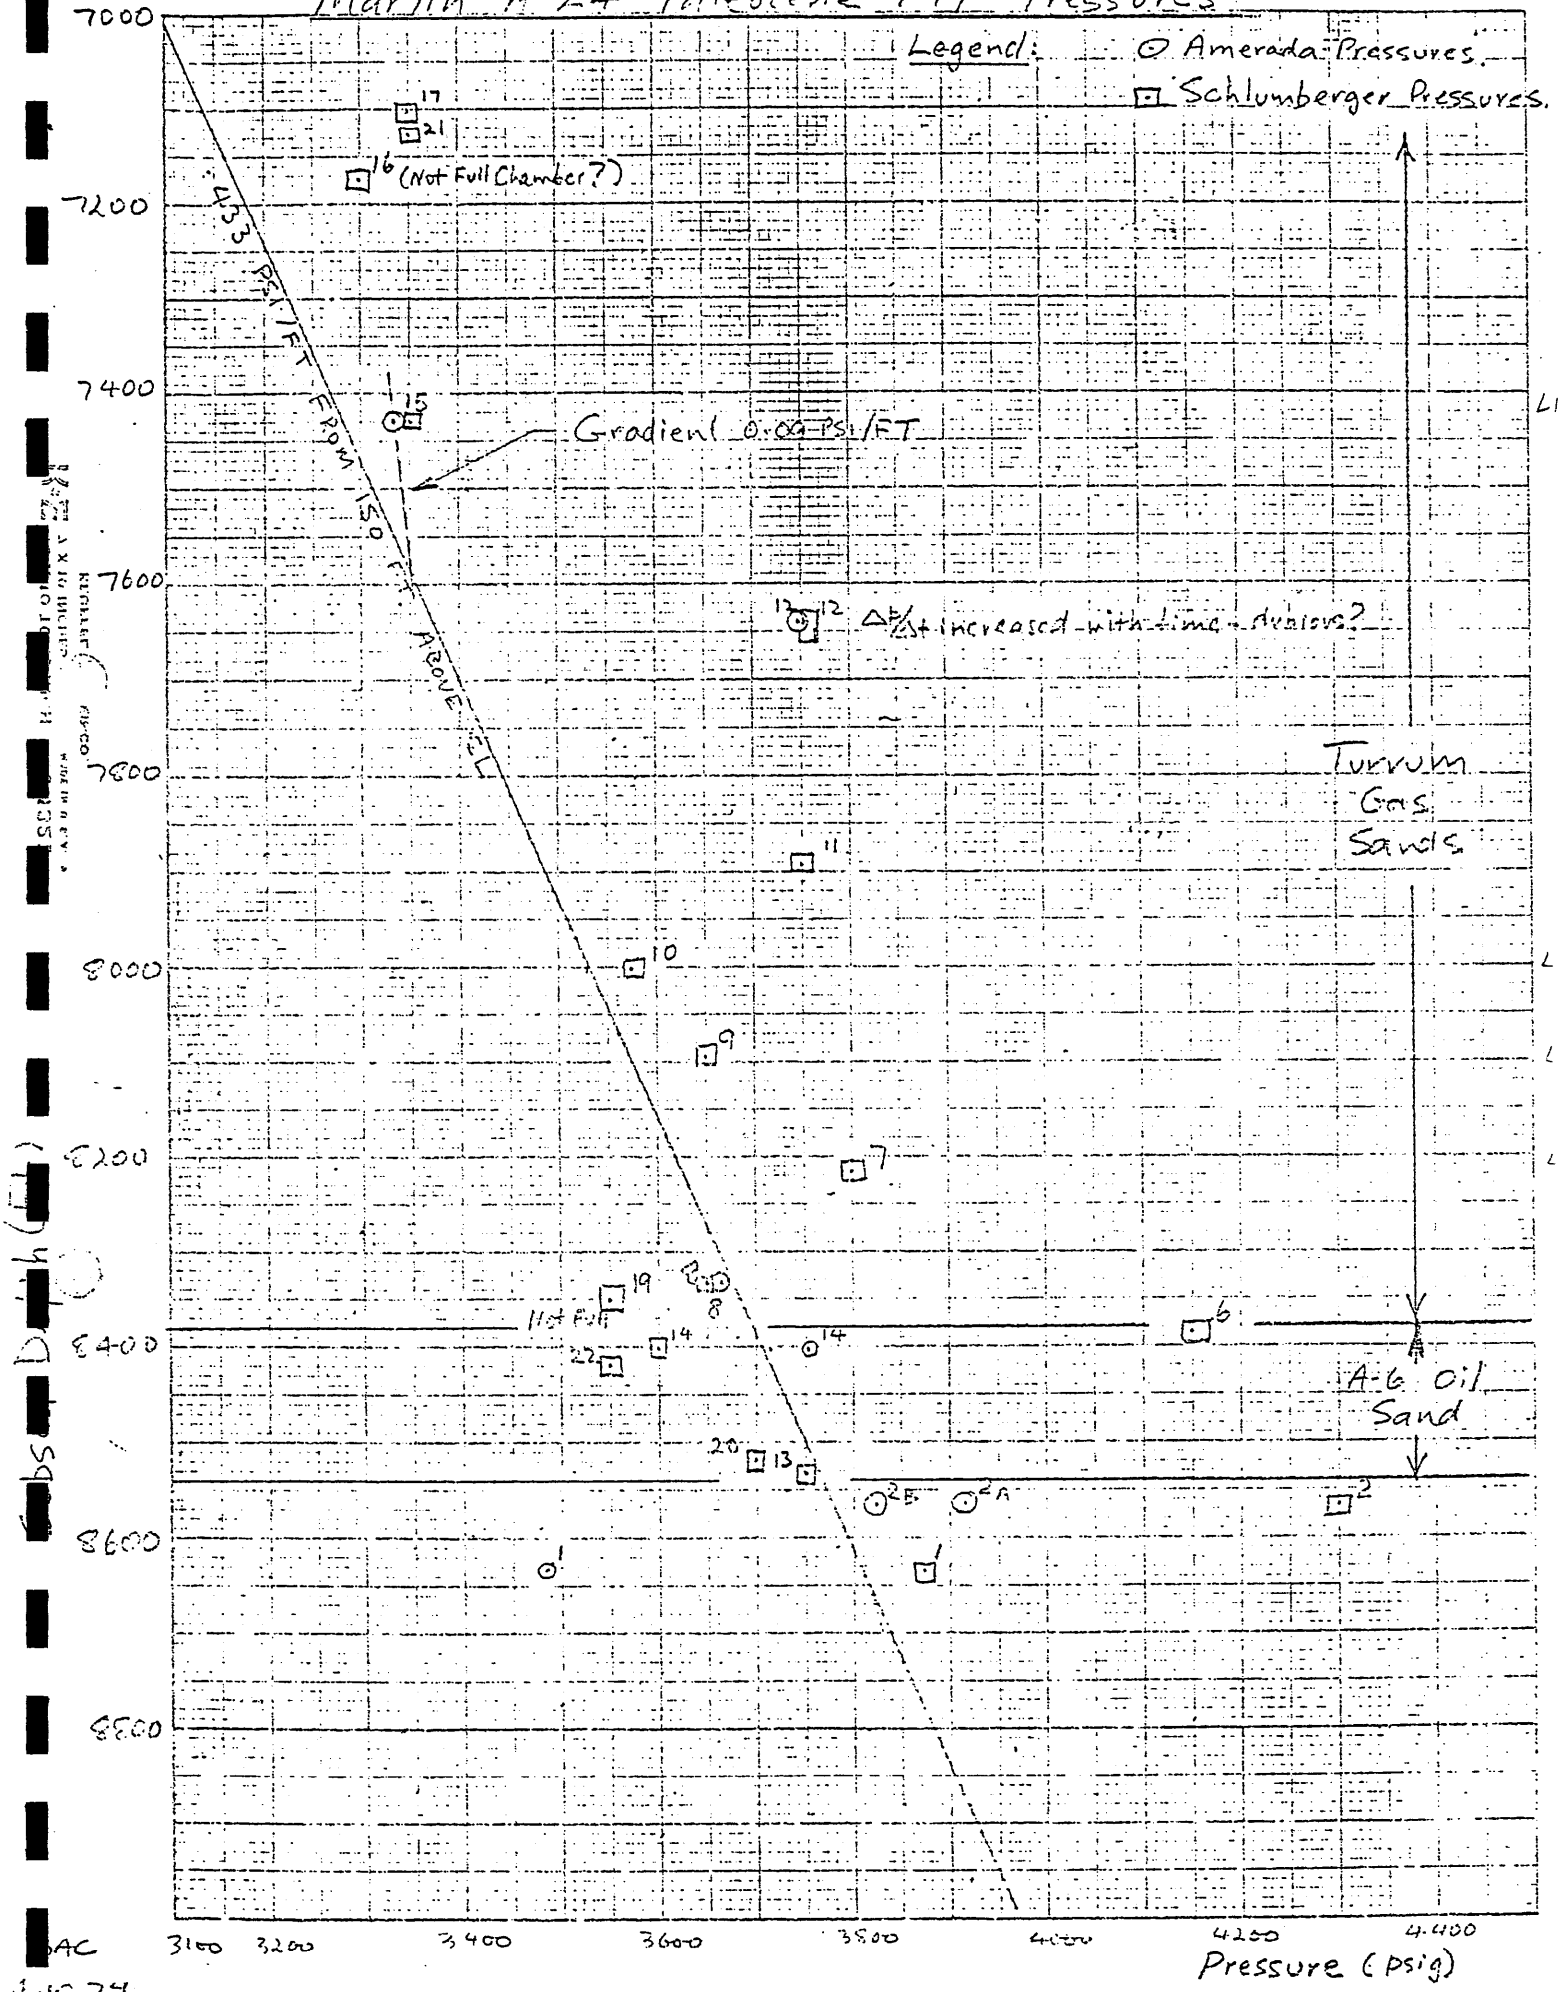 7000
Legend: ⊙ Amerada Pressures.
⊡ Schlumberger Pressures.
17
21
16 (Not Full Chamber?)
7200
.433 PSI / FT FROM 150 FT. ABOVE SL
7400
15
Gradient 0.09 PSI/FT
7600
12 12 ΔP/Δt increased with time - dubious?
7800
Turrum
Gas
Sands
11
8000
10
9
8200
7
19
8
Not Full
6
8400
14
14
22
A-6 Oil
Sand
20
13
2B
2A
2
8600
1
1
8800
Subsea Depth (Ft)
3100 3200 3400 3600 3800 4000 4200 4400
Pressure (psig)